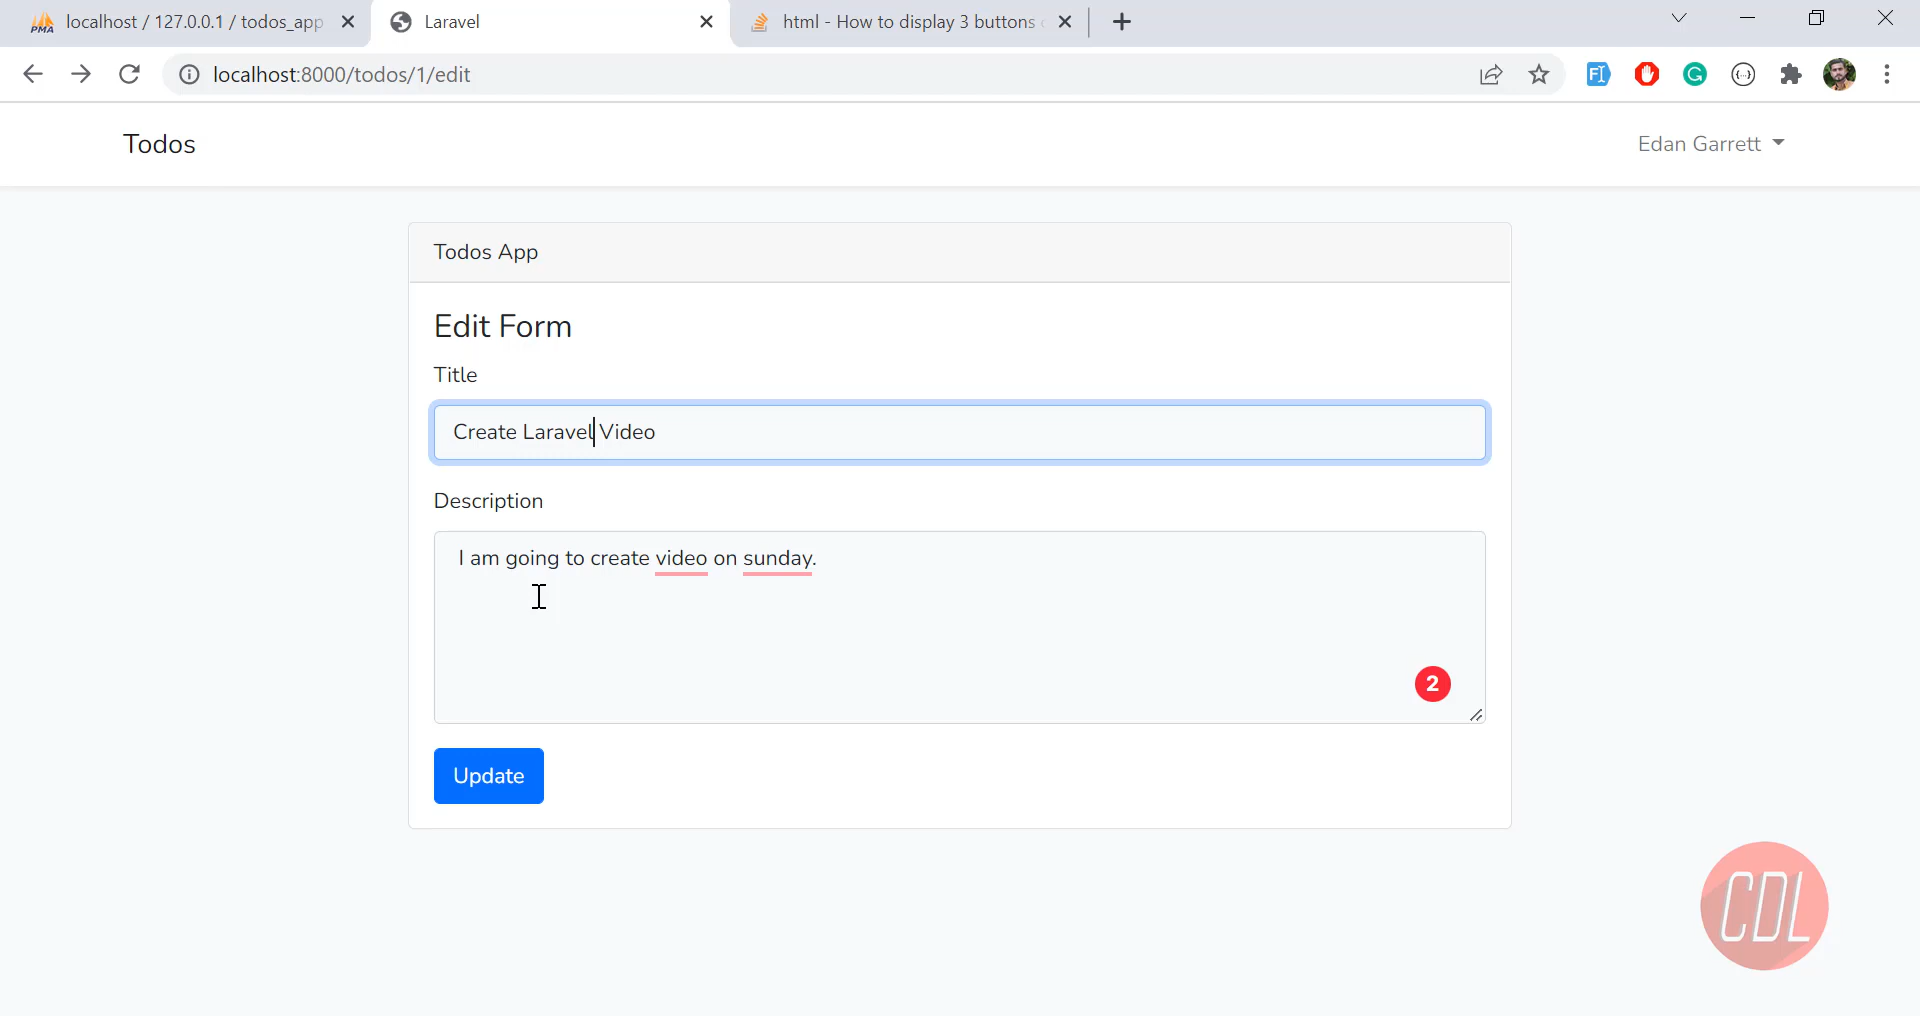 localhost / 127.0.0.1 / todos_app
Laravel
html - How to display 3 buttons
localhost:8000/todos/1/edit
Todos
Edan Garrett
Todos App
Edit Form
Title
Create Laravel Video
Description
I am going to create video on sunday.
2
Update
CDL